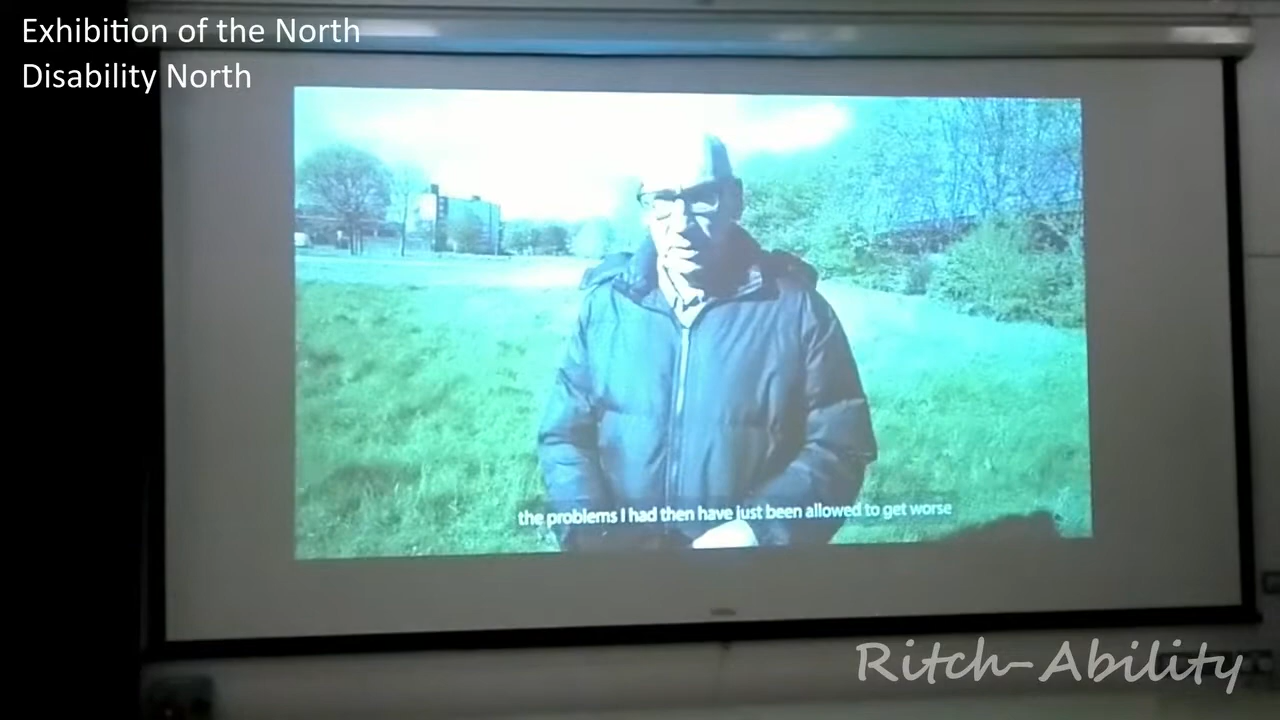 Exhibition of the North
Disability North
the problems I had then have just been allowed to get worse
Ritch-Ability